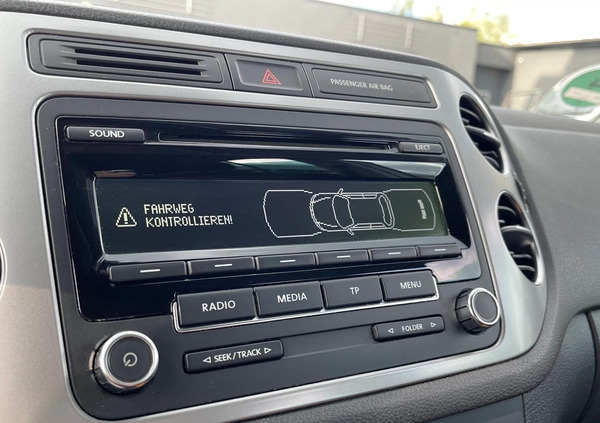 PASSENGER AIR BAG
SOUND
EJECT
FAHRWEG
KONTROLLIEREN!
RADIO
MEDIA
TP
MENU
◁ SEEK/TRACK ▷
◁ FOLDER ▷